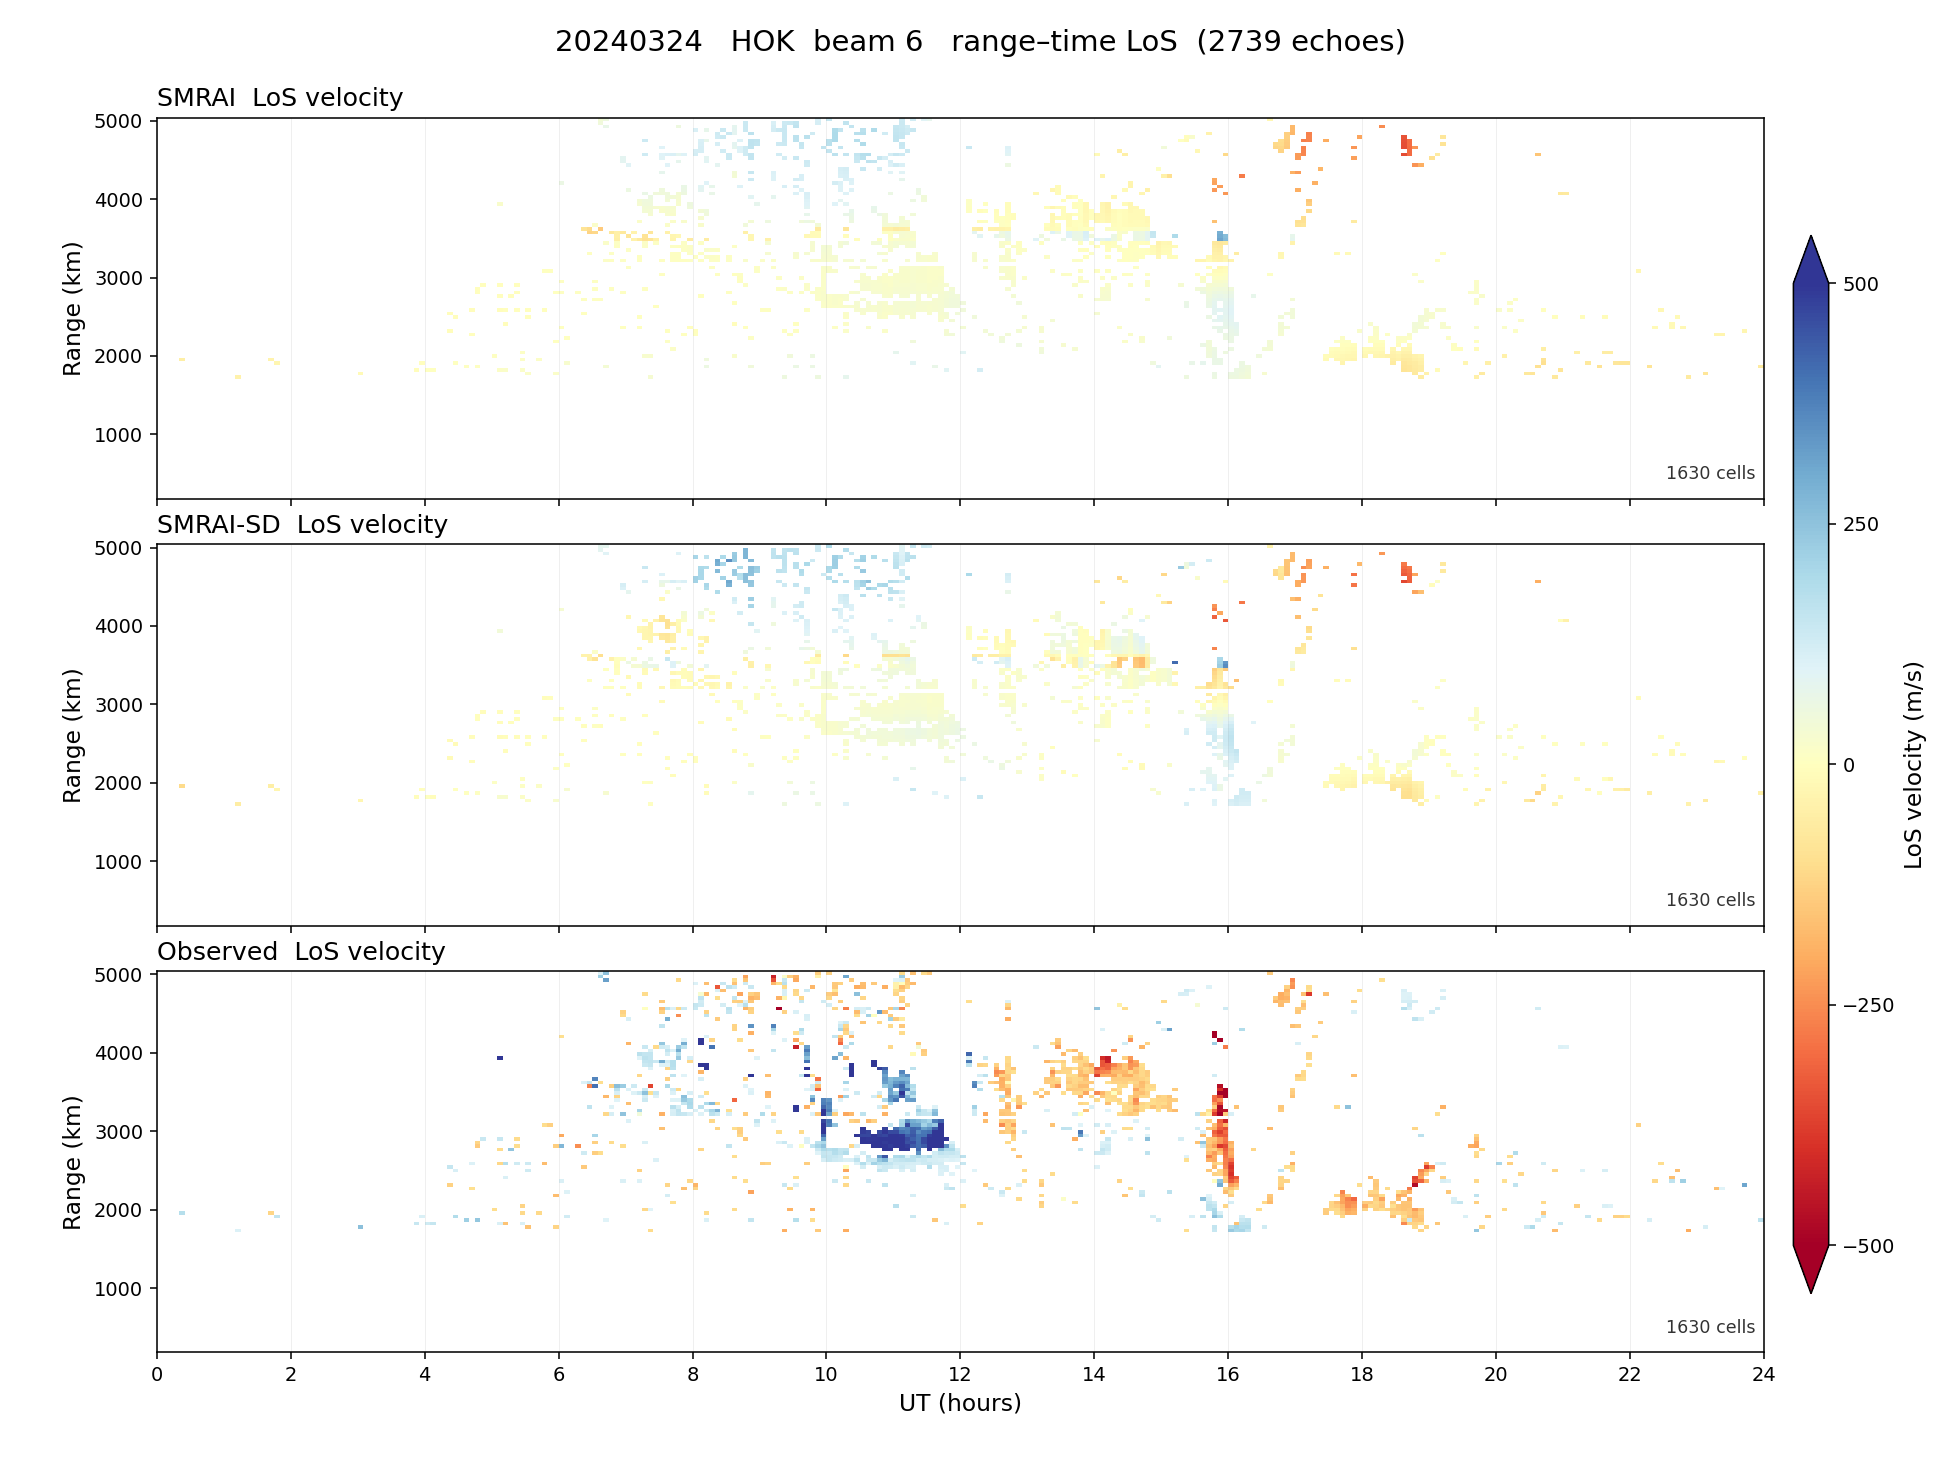 20240324   HOK  beam 6   range–time LoS  (2739 echoes)
SMRAI  LoS velocity
5000
4000
3000
2000
1000
Range (km)
1630 cells
SMRAI-SD  LoS velocity
5000
4000
3000
2000
1000
Range (km)
1630 cells
Observed  LoS velocity
5000
4000
3000
2000
1000
Range (km)
1630 cells
0 2 4 6 8 10 12 14 16 18 20 22 24
UT (hours)
500
250
0
−250
−500
LoS velocity (m/s)